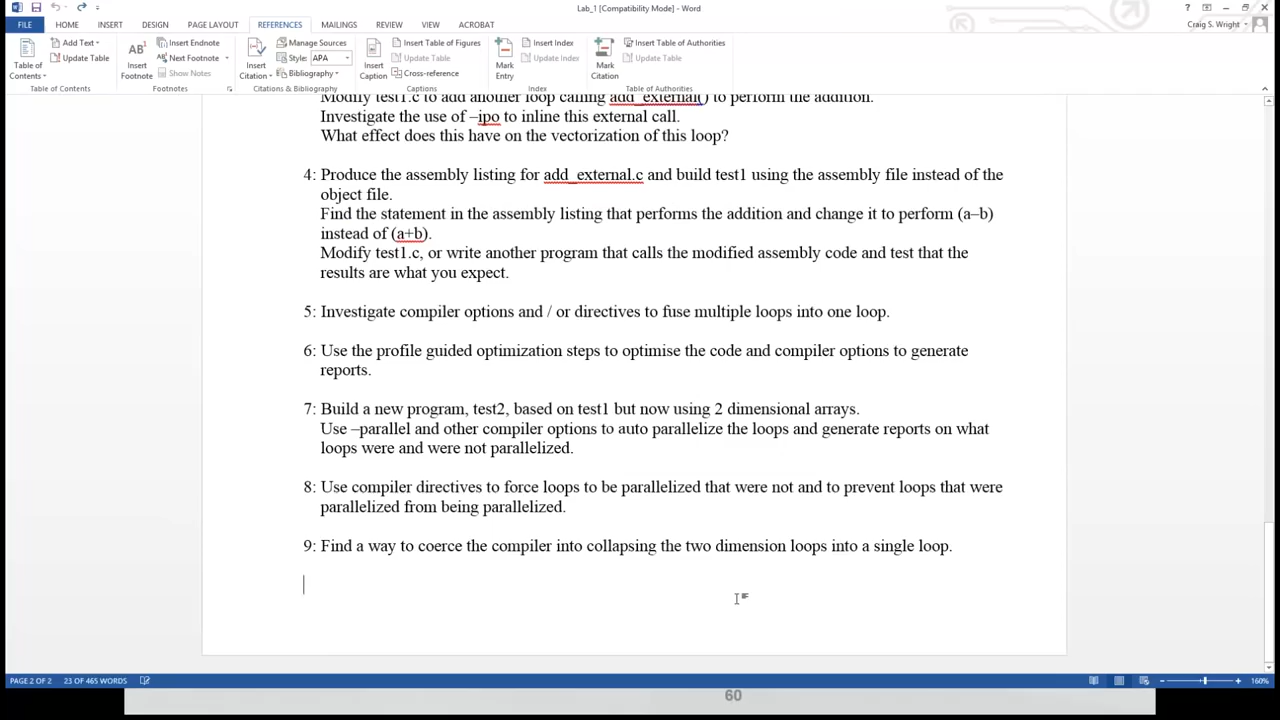 Lab_1 [Compatibility Mode] - Word
?
FILE HOME INSERT DESIGN PAGE LAYOUT REFERENCES MAILINGS REVIEW VIEW ACROBAT
Craig S. Wright
Table of Contents
Add Text
Update Table
Table of Contents
AB1
Insert Footnote
Insert Endnote
Next Footnote
Show Notes
Footnotes
Insert Citation
Manage Sources
Style: APA
Bibliography
Citations & Bibliography
Insert Caption
Insert Table of Figures
Update Table
Cross-reference
Captions
Mark Entry
Insert Index
Update Index
Index
Mark Citation
Insert Table of Authorities
Update Table
Table of Authorities
Modify test1.c to add another loop calling add_external() to perform the addition.
Investigate the use of –ipo to inline this external call.
What effect does this have on the vectorization of this loop?
4: Produce the assembly listing for add_external.c and build test1 using the assembly file instead of the
object file.
Find the statement in the assembly listing that performs the addition and change it to perform (a–b)
instead of (a+b).
Modify test1.c, or write another program that calls the modified assembly code and test that the
results are what you expect.
5: Investigate compiler options and / or directives to fuse multiple loops into one loop.
6: Use the profile guided optimization steps to optimise the code and compiler options to generate
reports.
7: Build a new program, test2, based on test1 but now using 2 dimensional arrays.
Use –parallel and other compiler options to auto parallelize the loops and generate reports on what
loops were and were not parallelized.
8: Use compiler directives to force loops to be parallelized that were not and to prevent loops that were
parallelized from being parallelized.
9: Find a way to coerce the compiler into collapsing the two dimension loops into a single loop.
PAGE 2 OF 2 23 OF 465 WORDS
160%
60